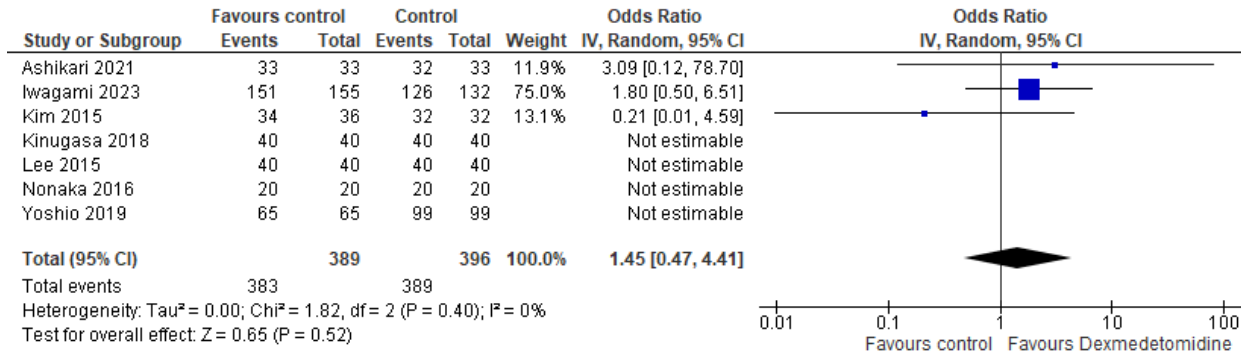 Favours control Control Odds Ratio Odds Ratio
Study or Subgroup Events Total Events Total Weight IV, Random, 95% CI IV, Random, 95% CI
Ashikari 2021 33 33 32 33 11.9% 3.09 [0.12, 78.70]
Iwagami 2023 151 155 126 132 75.0% 1.80 [0.50, 6.51]
Kim 2015 34 36 32 32 13.1% 0.21 [0.01, 4.59]
Kinugasa 2018 40 40 40 40 Not estimable
Lee 2015 40 40 40 40 Not estimable
Nonaka 2016 20 20 20 20 Not estimable
Yoshio 2019 65 65 99 99 Not estimable
Total (95% CI) 389 396 100.0% 1.45 [0.47, 4.41]
Total events 383 389
Heterogeneity: Tau² = 0.00; Chi² = 1.82, df = 2 (P = 0.40); I² = 0%
Test for overall effect: Z = 0.65 (P = 0.52)
0.01 0.1 1 10 100
Favours control Favours Dexmedetomidine